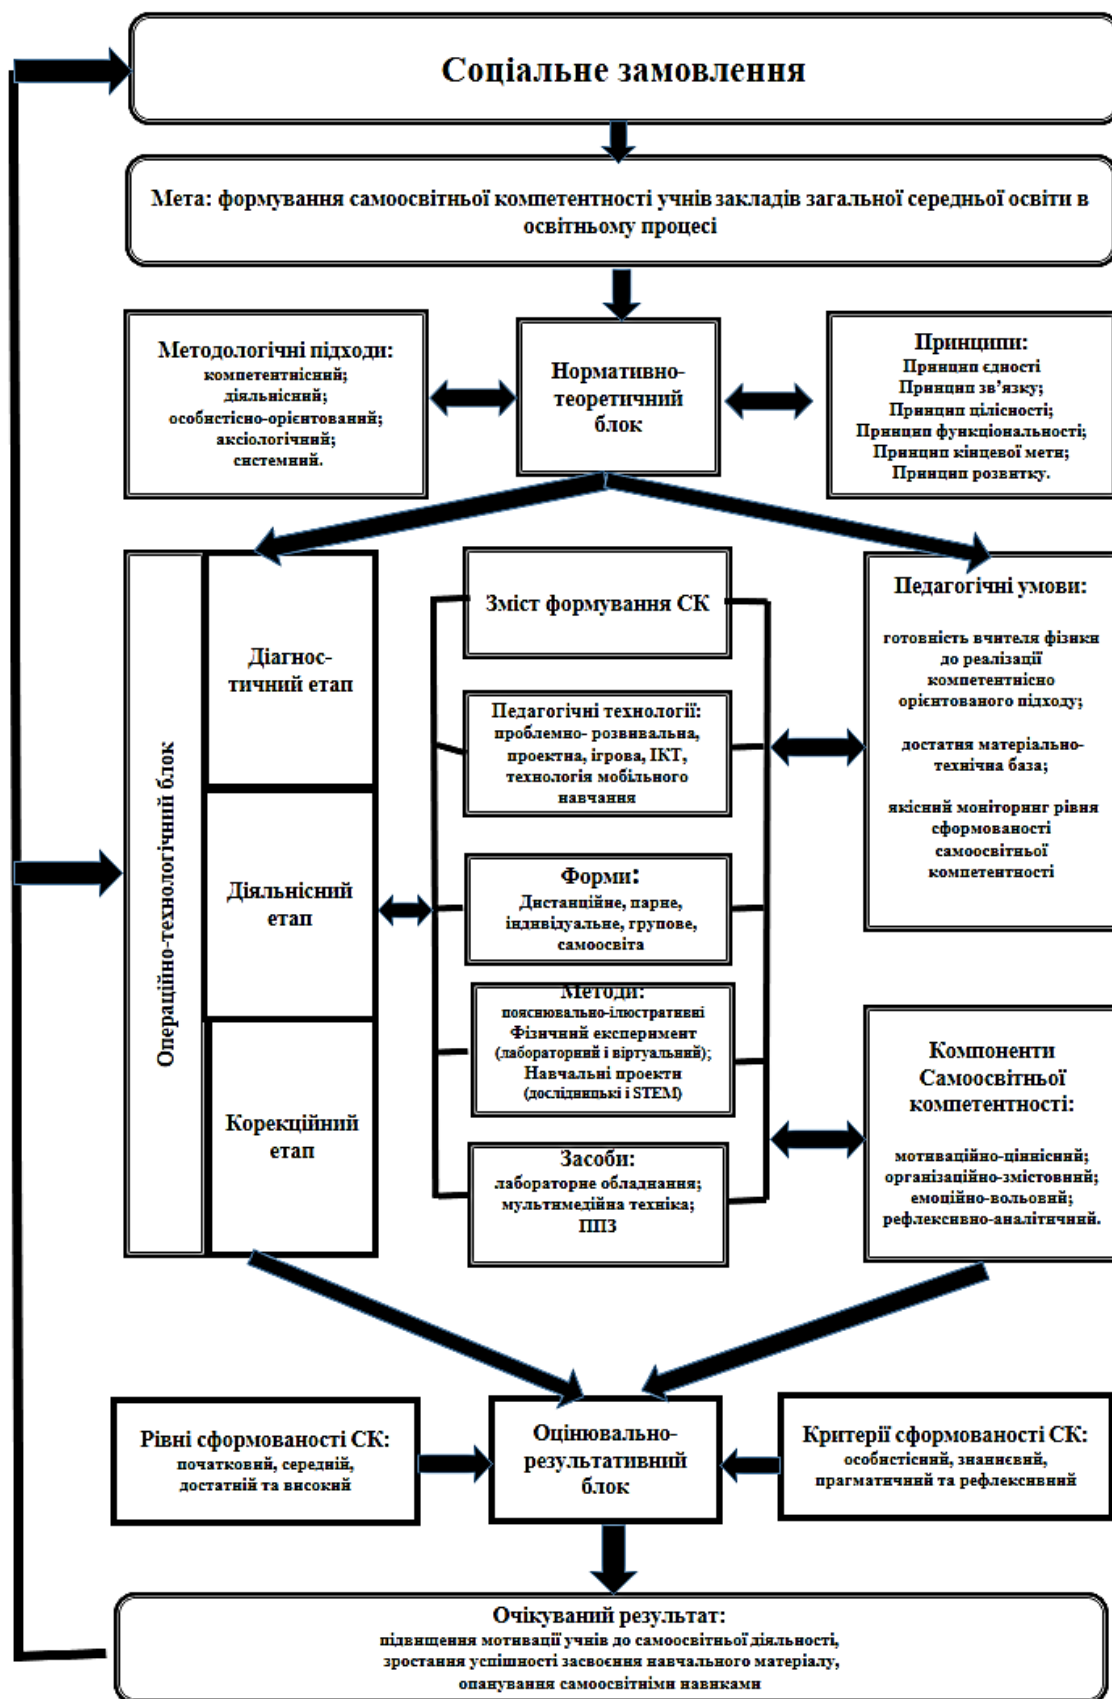 Соціальне замовлення
Мета: формування самоосвітньої компетентності учнів закладів загальної середньої освіти в
освітньому процесі
Методологічні підходи:
компетентнісний;
діяльнісний;
особистісно-орієнтований;
аксіологічний;
системний.
Нормативно-
теоретичний
блок
Принципи:
Принцип єдності
Принцип зв’язку;
Принцип цілісності;
Принцип функціональності;
Принцип кінцевої мети;
Принцип розвитку.
Операційно-технологічний блок
Діагнос-
тичний етап
Діяльнісний
етап
Корекційний
етап
Зміст формування СК
Педагогічні технології:
проблемно- розвивальна,
проектна, ігрова, ІКТ,
технологія мобільного
навчання
Форми:
Дистанційне, парне,
індивідуальне, групове,
самоосвіта
Методи:
пояснювально-ілюстративні
Фізичний експеримент
(лабораторний і віртуальний);
Навчальні проекти
(дослідницькі і STEM)
Засоби:
лабораторне обладнання;
мультимедійна техніка;
ППЗ
Педагогічні умови:
готовність вчителя фізики
до реалізації
компетентнісно
орієнтованого підходу;
достатня матеріально-
технічна база;
якісний моніторинг рівня
сформованості
самоосвітньої
компетентності
Компоненти
Самоосвітньої
компетентності:
мотиваційно-ціннісний;
організаційно-змістовний;
емоційно-вольовий;
рефлексивно-аналітичний.
Рівні сформованості СК:
початковий, середній,
достатній та високий
Оцінювально-
результативний
блок
Критерії сформованості СК:
особистісний, знаннєвий,
прагматичний та рефлексивний
Очікуваний результат:
підвищення мотивації учнів до самоосвітньої діяльності,
зростання успішності засвоєння навчального матеріалу,
опанування самоосвітніми навиками